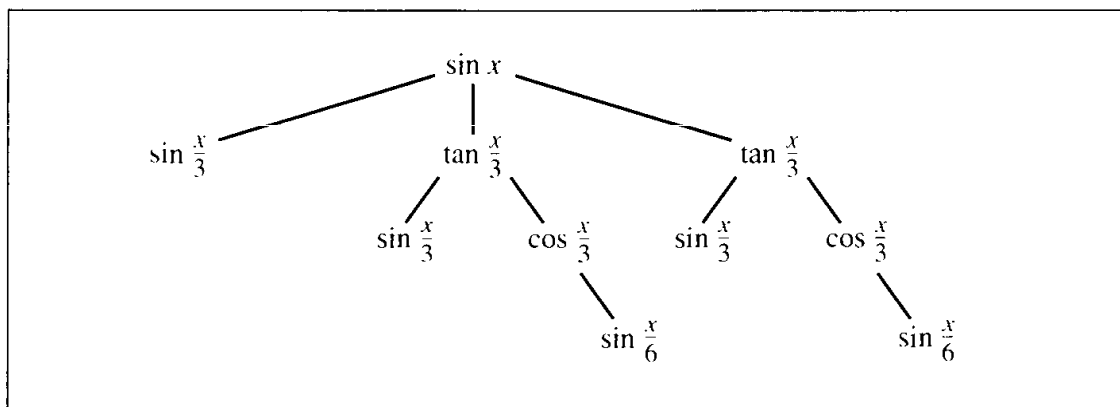 sin x
sin x/3 tan x/3 tan x/3
sin x/3 cos x/3 sin x/3 cos x/3
sin x/6 sin x/6